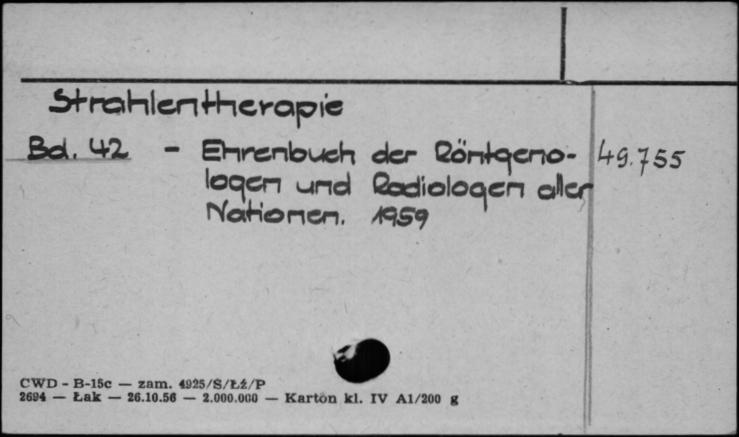 Strahlentherapie
Bd. 42 - Ehrenbuch der Röntgeno- 49.755
logen und Radiologen aller
Nationen. 1959
CWD - B-15c — zam. 4925/S/Łź/P
2694 — Łak — 26.10.56 — 2.000.000 — Karton kl. IV A1/200 g